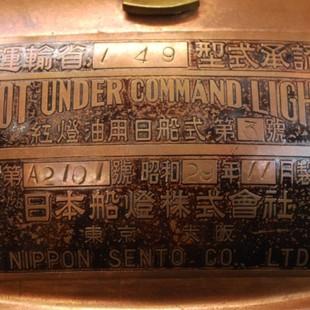 運輸省 149 型式承認
NOT UNDER COMMAND LIGHT
紅燈油用日船式第3號
第A2101號昭和29年11月製
日本船燈株式會社
東京 大阪
NIPPON SENTO CO., LTD